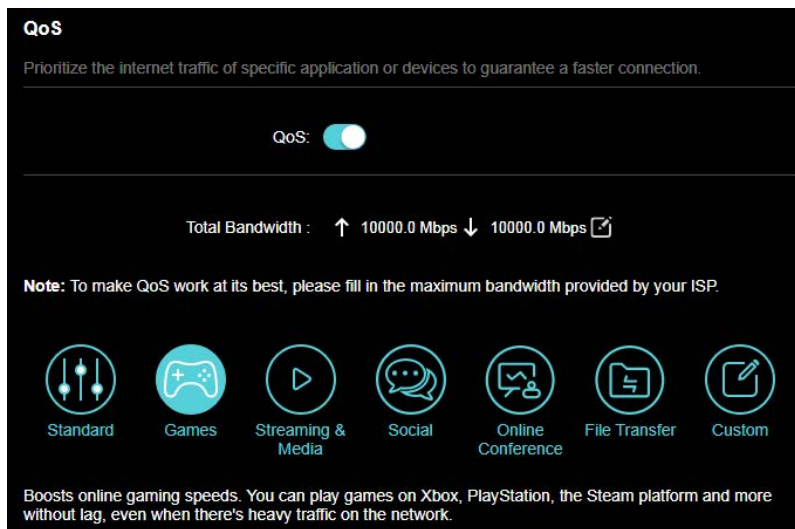 QoS
Prioritize the internet traffic of specific application or devices to guarantee a faster connection.
QoS:
Total Bandwidth : ↑ 10000.0 Mbps ↓ 10000.0 Mbps
Note: To make QoS work at its best, please fill in the maximum bandwidth provided by your ISP.
Standard
Games
Streaming &
Media
Social
Online
Conference
File Transfer
Custom
Boosts online gaming speeds. You can play games on Xbox, PlayStation, the Steam platform and more
without lag, even when there's heavy traffic on the network.